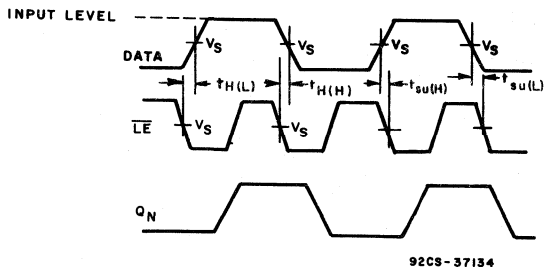 INPUT LEVEL
VS VS VS VS
DATA
tH(L) tH(H) tsu(H) tsu(L)
LE VS VS
QN
92CS-37134